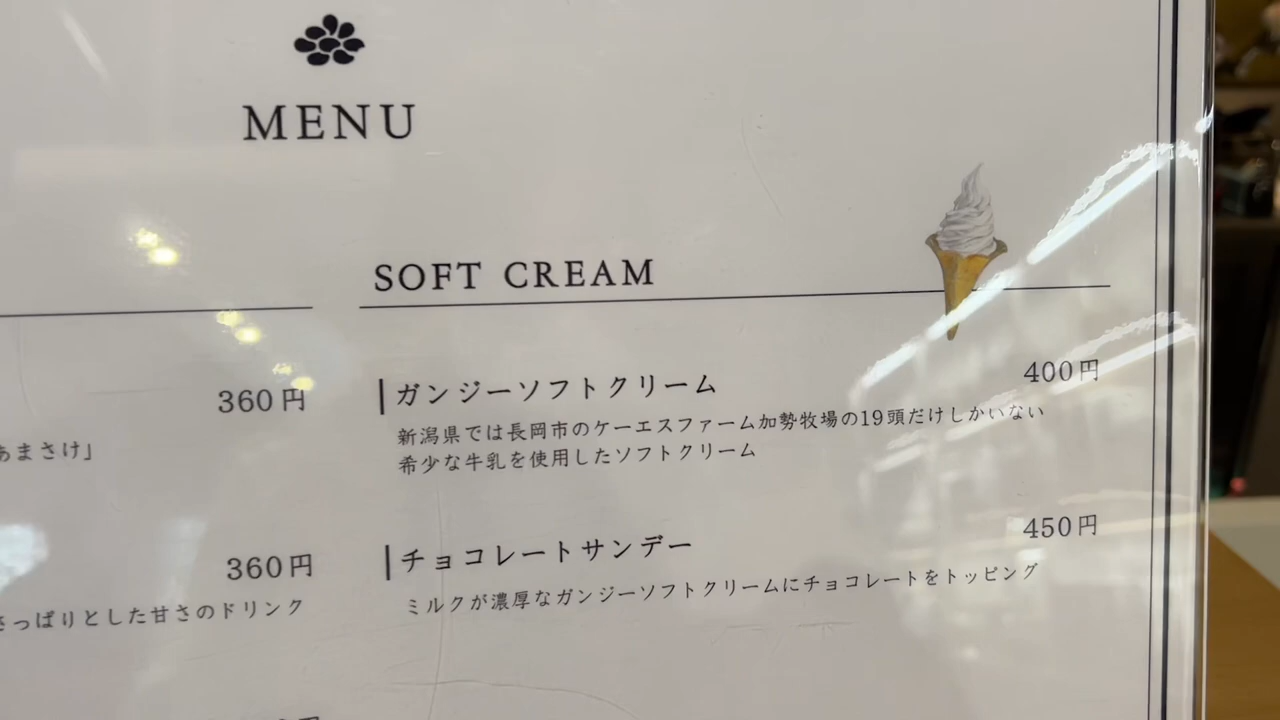 MENU
360円
あまさけ」
360円
さっぱりとした甘さのドリンク
SOFT CREAM
ガンジーソフトクリーム 400円
新潟県では長岡市のケーエスファーム加勢牧場の19頭だけしかいない
希少な牛乳を使用したソフトクリーム
チョコレートサンデー 450円
ミルクが濃厚なガンジーソフトクリームにチョコレートをトッピング